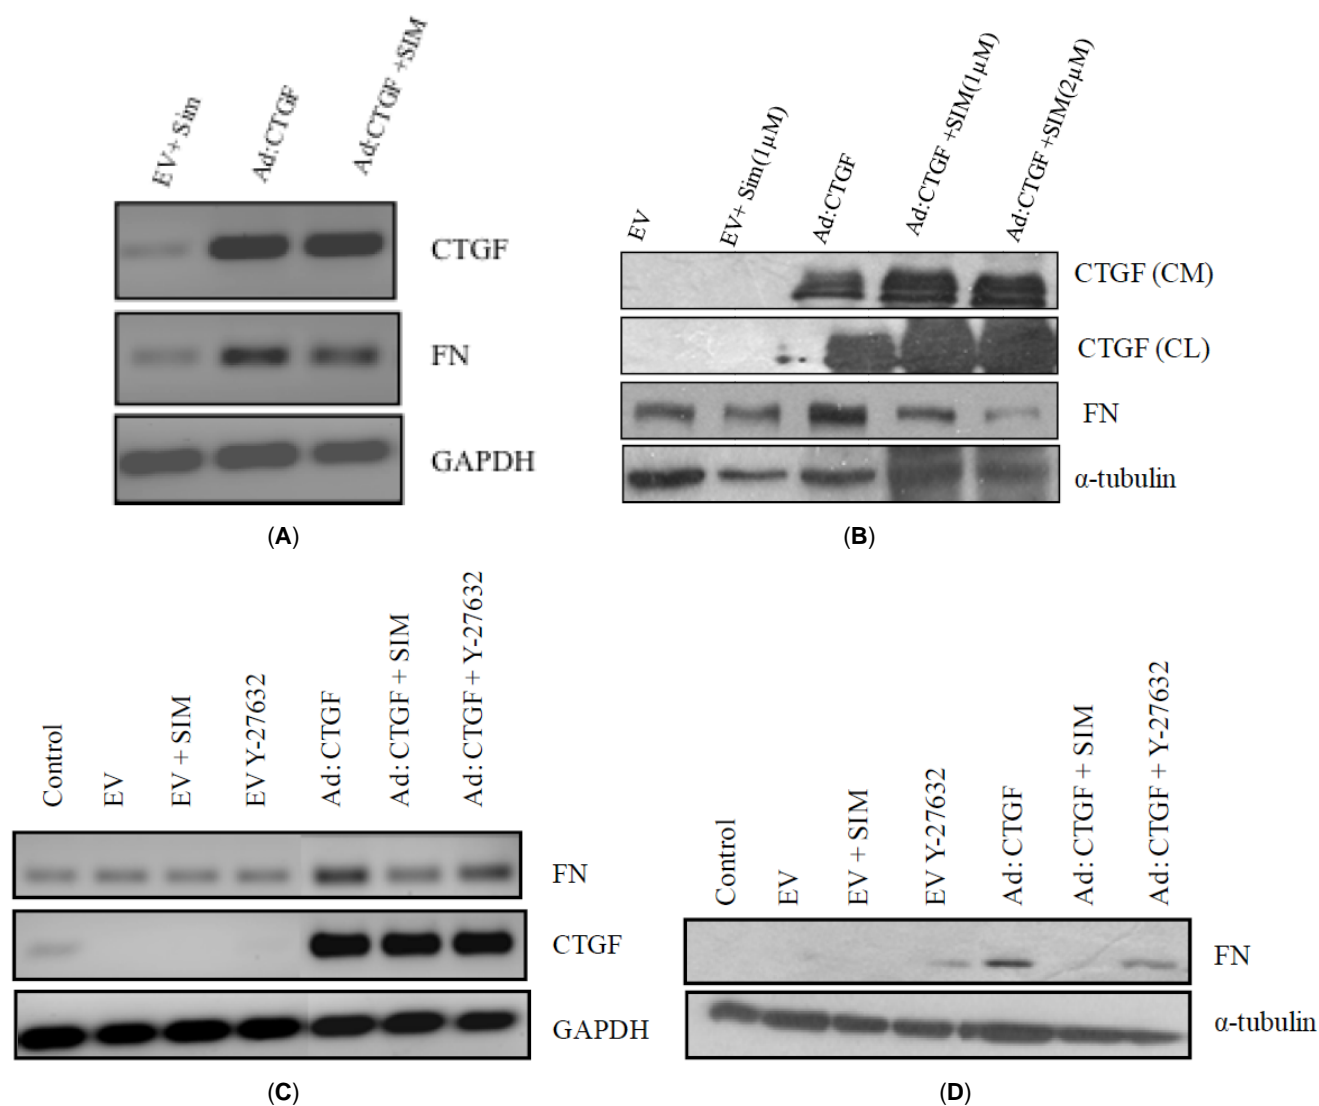 EV+ Sim
Ad:CTGF
Ad:CTGF +SIM
CTGF
FN
GAPDH
(A)
EV
EV+ Sim(1µM)
Ad:CTGF
Ad:CTGF +SIM(1µM)
Ad:CTGF +SIM(2µM)
CTGF (CM)
CTGF (CL)
FN
α-tubulin
(B)
Control
EV
EV + SIM
EV Y-27632
Ad: CTGF
Ad: CTGF + SIM
Ad: CTGF + Y-27632
FN
CTGF
GAPDH
(C)
Control
EV
EV + SIM
EV Y-27632
Ad: CTGF
Ad: CTGF + SIM
Ad: CTGF + Y-27632
FN
α-tubulin
(D)